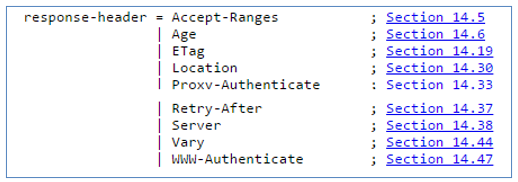 response-header = Accept-Ranges ; Section 14.5
| Age ; Section 14.6
| ETag ; Section 14.19
| Location ; Section 14.30
| Proxv-Authenticate : Section 14.33
| Retry-After ; Section 14.37
| Server ; Section 14.38
| Vary ; Section 14.44
| WWW-Authenticate ; Section 14.47